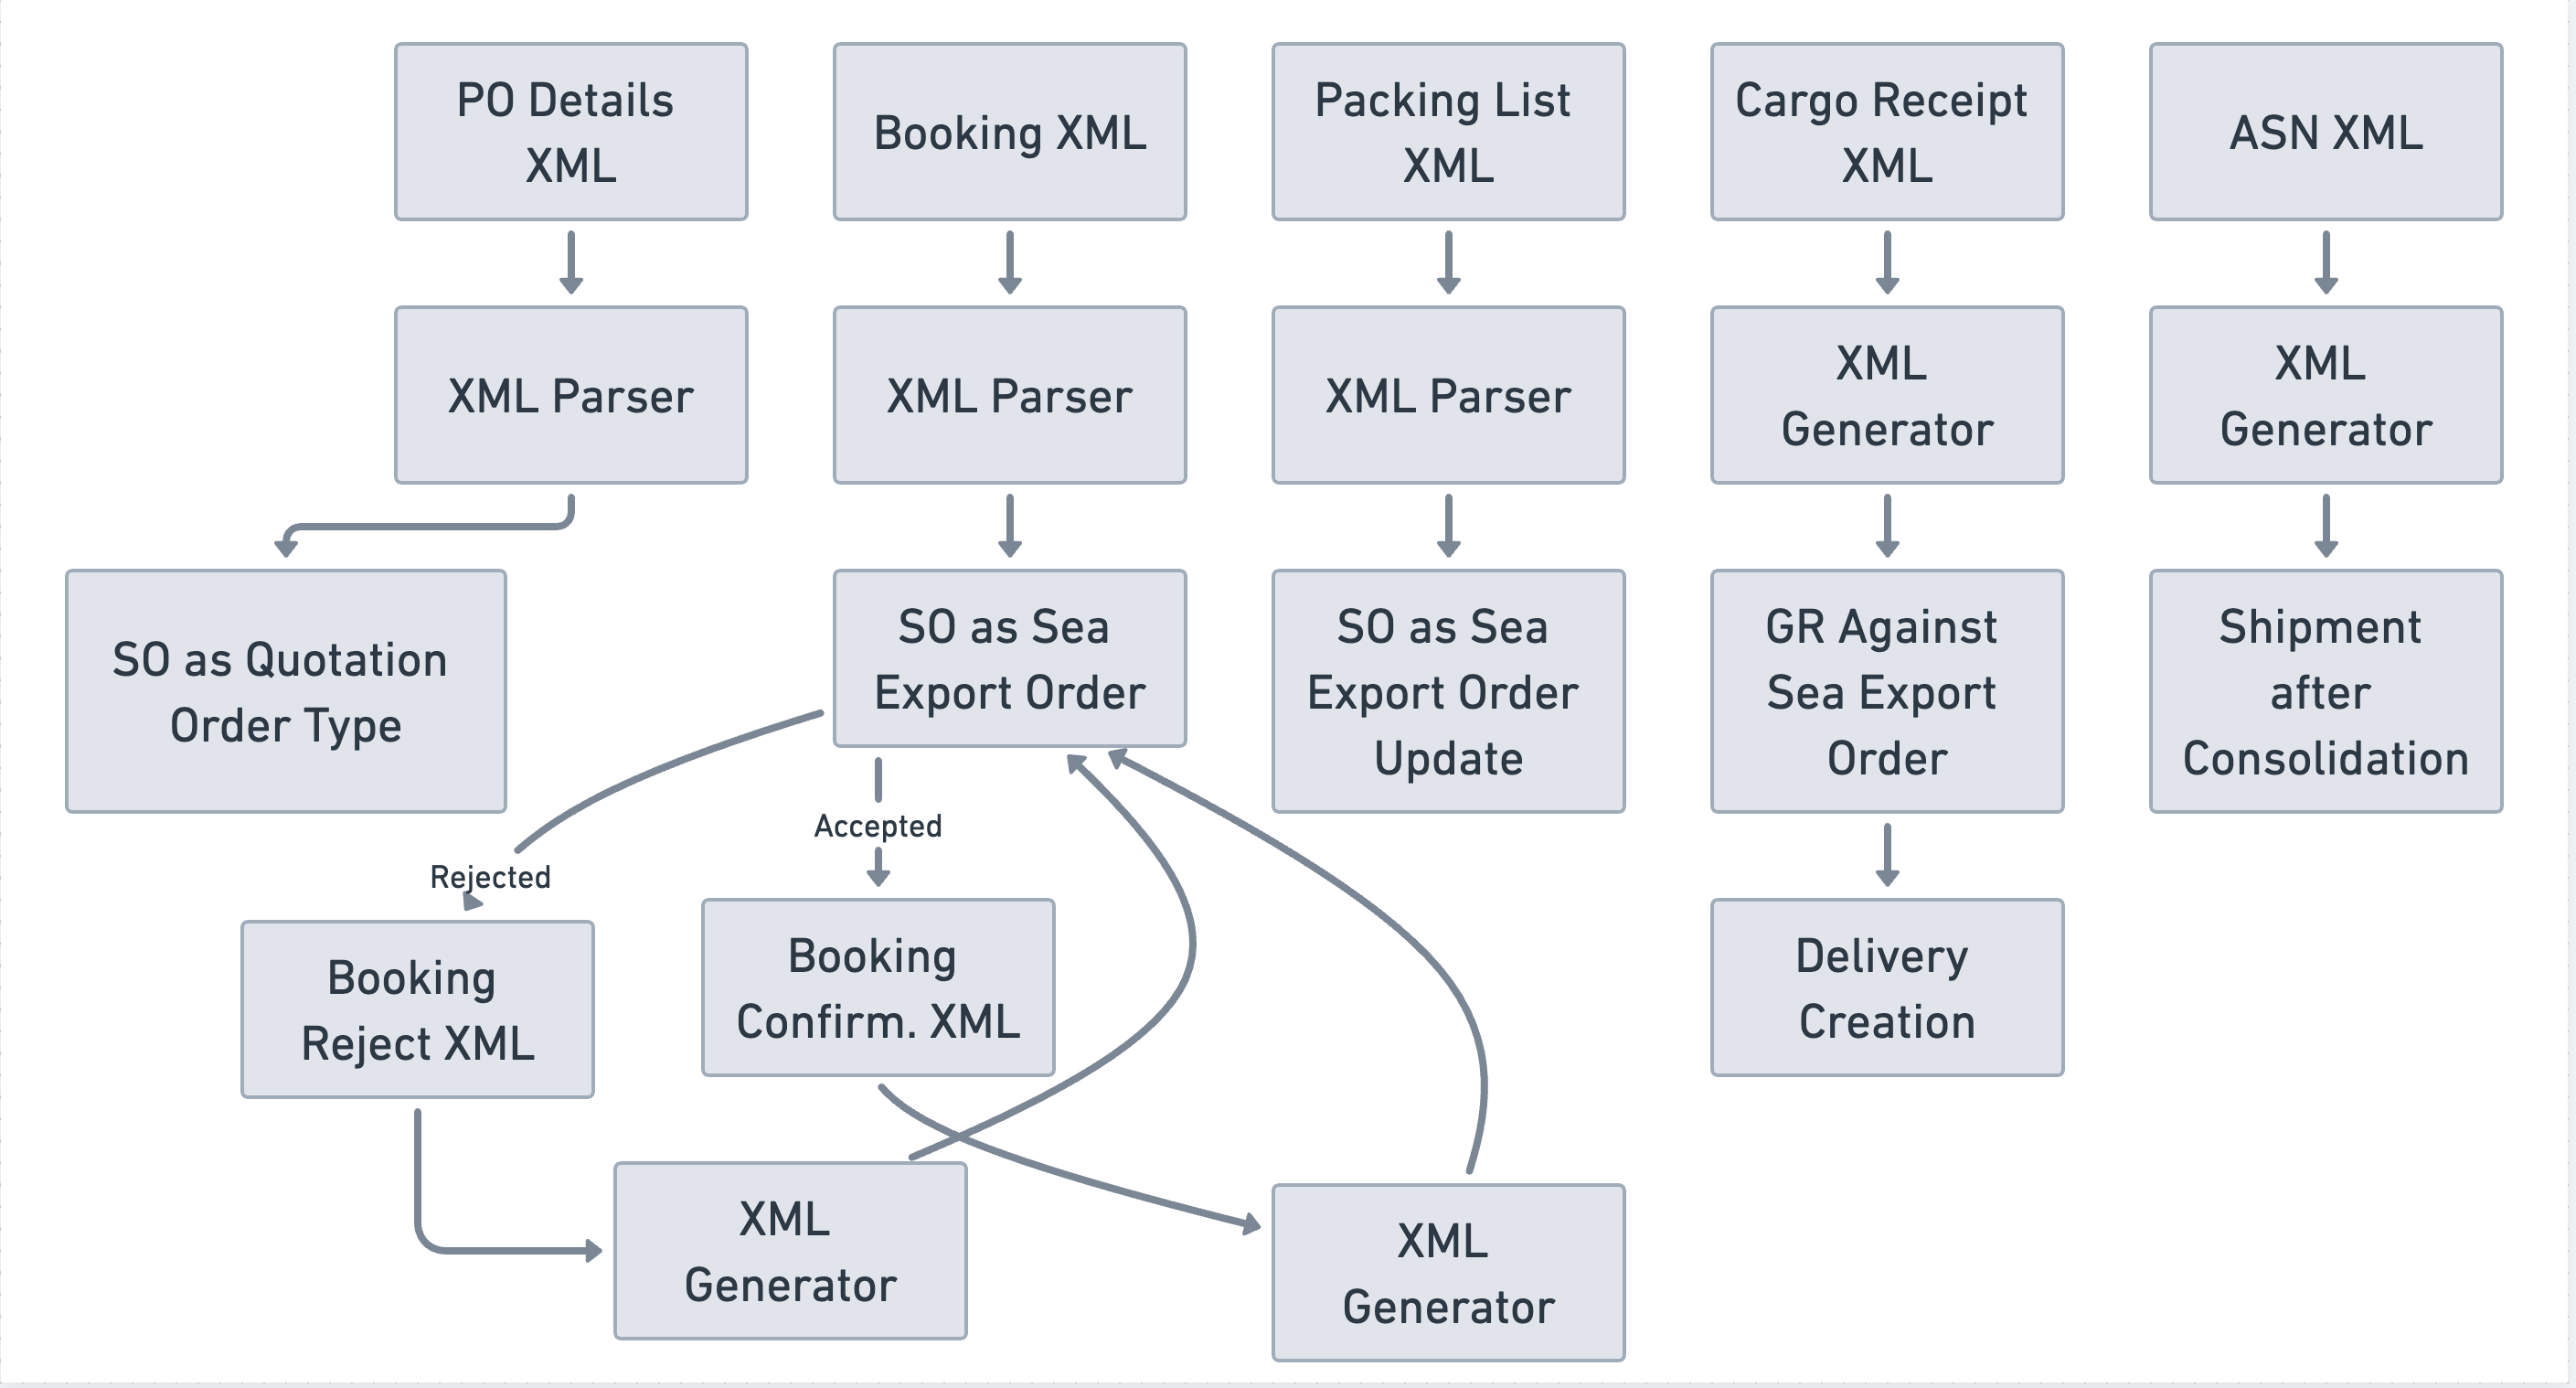 PO Details
XML
Booking XML
Packing List
XML
Cargo Receipt
XML
ASN XML
XML Parser
XML Parser
XML Parser
XML
Generator
XML
Generator
SO as Quotation
Order Type
SO as Sea
Export Order
SO as Sea
Export Order
Update
GR Against
Sea Export
Order
Shipment
after
Consolidation
Accepted
Rejected
Booking
Reject XML
Booking
Confirm. XML
Delivery
Creation
XML
Generator
XML
Generator